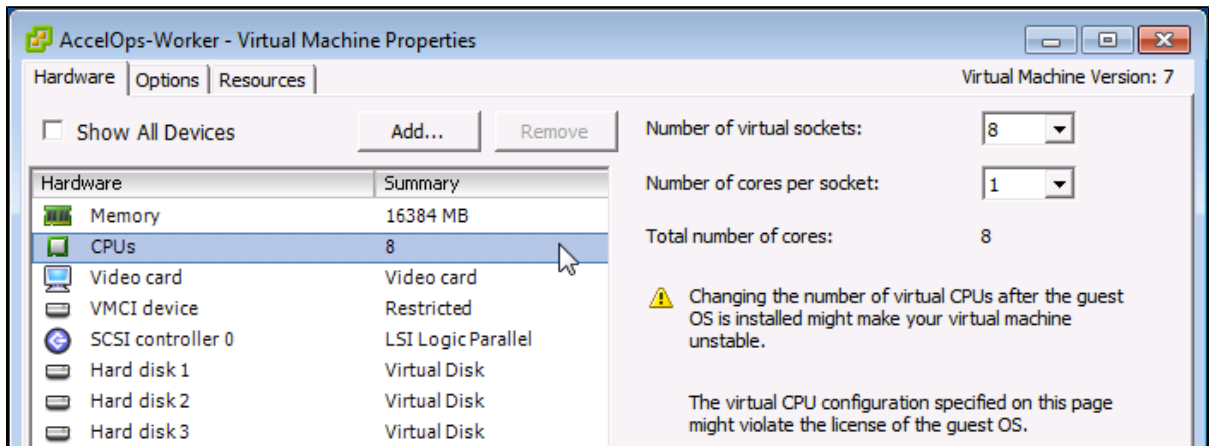 AccelOps-Worker - Virtual Machine Properties
Hardware Options Resources Virtual Machine Version: 7
Show All Devices Add... Remove
Hardware Summary
Memory 16384 MB
CPUs 8
Video card Video card
VMCI device Restricted
SCSI controller 0 LSI Logic Parallel
Hard disk 1 Virtual Disk
Hard disk 2 Virtual Disk
Hard disk 3 Virtual Disk
Number of virtual sockets: 8
Number of cores per socket: 1
Total number of cores: 8
Changing the number of virtual CPUs after the guest
OS is installed might make your virtual machine
unstable.
The virtual CPU configuration specified on this page
might violate the license of the guest OS.